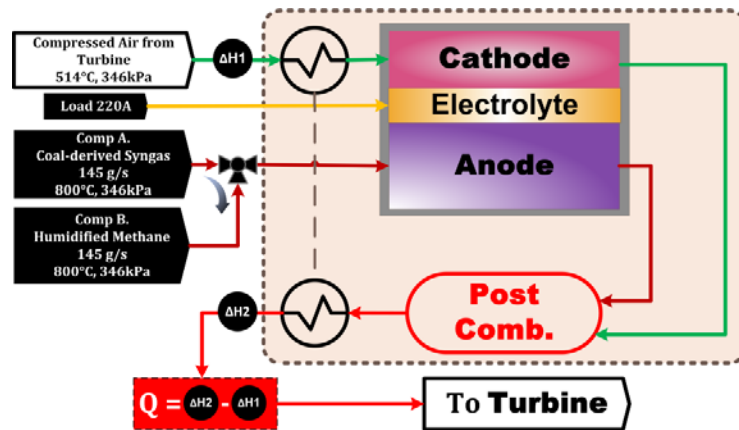 Compressed Air from
Turbine
514°C, 346kPa
ΔH1
Cathode
Load 220A
Electrolyte
Comp A.
Coal-derived Syngas
145 g/s
800°C, 346kPa
Anode
Comp B.
Humidified Methane
145 g/s
800°C, 346kPa
ΔH2
Post
Comb.
Q = ΔH2 - ΔH1
To Turbine